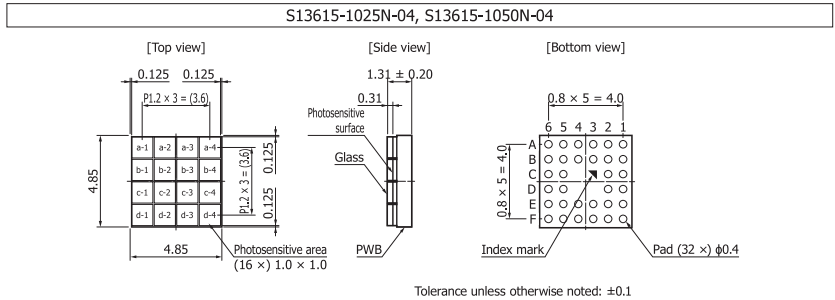 S13615-1025N-04, S13615-1050N-04
[Top view]
[Side view]
[Bottom view]
0.125
0.125
P1.2 × 3 = (3.6)
a-1 a-2 a-3 a-4
b-1 b-2 b-3 b-4
c-1 c-2 c-3 c-4
d-1 d-2 d-3 d-4
4.85
P1.2 × 3 = (3.6)
0.125
0.125
4.85
Photosensitive area
(16 ×) 1.0 × 1.0
1.31 ± 0.20
0.31
Photosensitive
surface
Glass
PWB
0.8 × 5 = 4.0
6 5 4 3 2 1
A
B
C
D
E
F
0.8 × 5 = 4.0
Index mark
Pad (32 ×) ϕ0.4
Tolerance unless otherwise noted: ±0.1